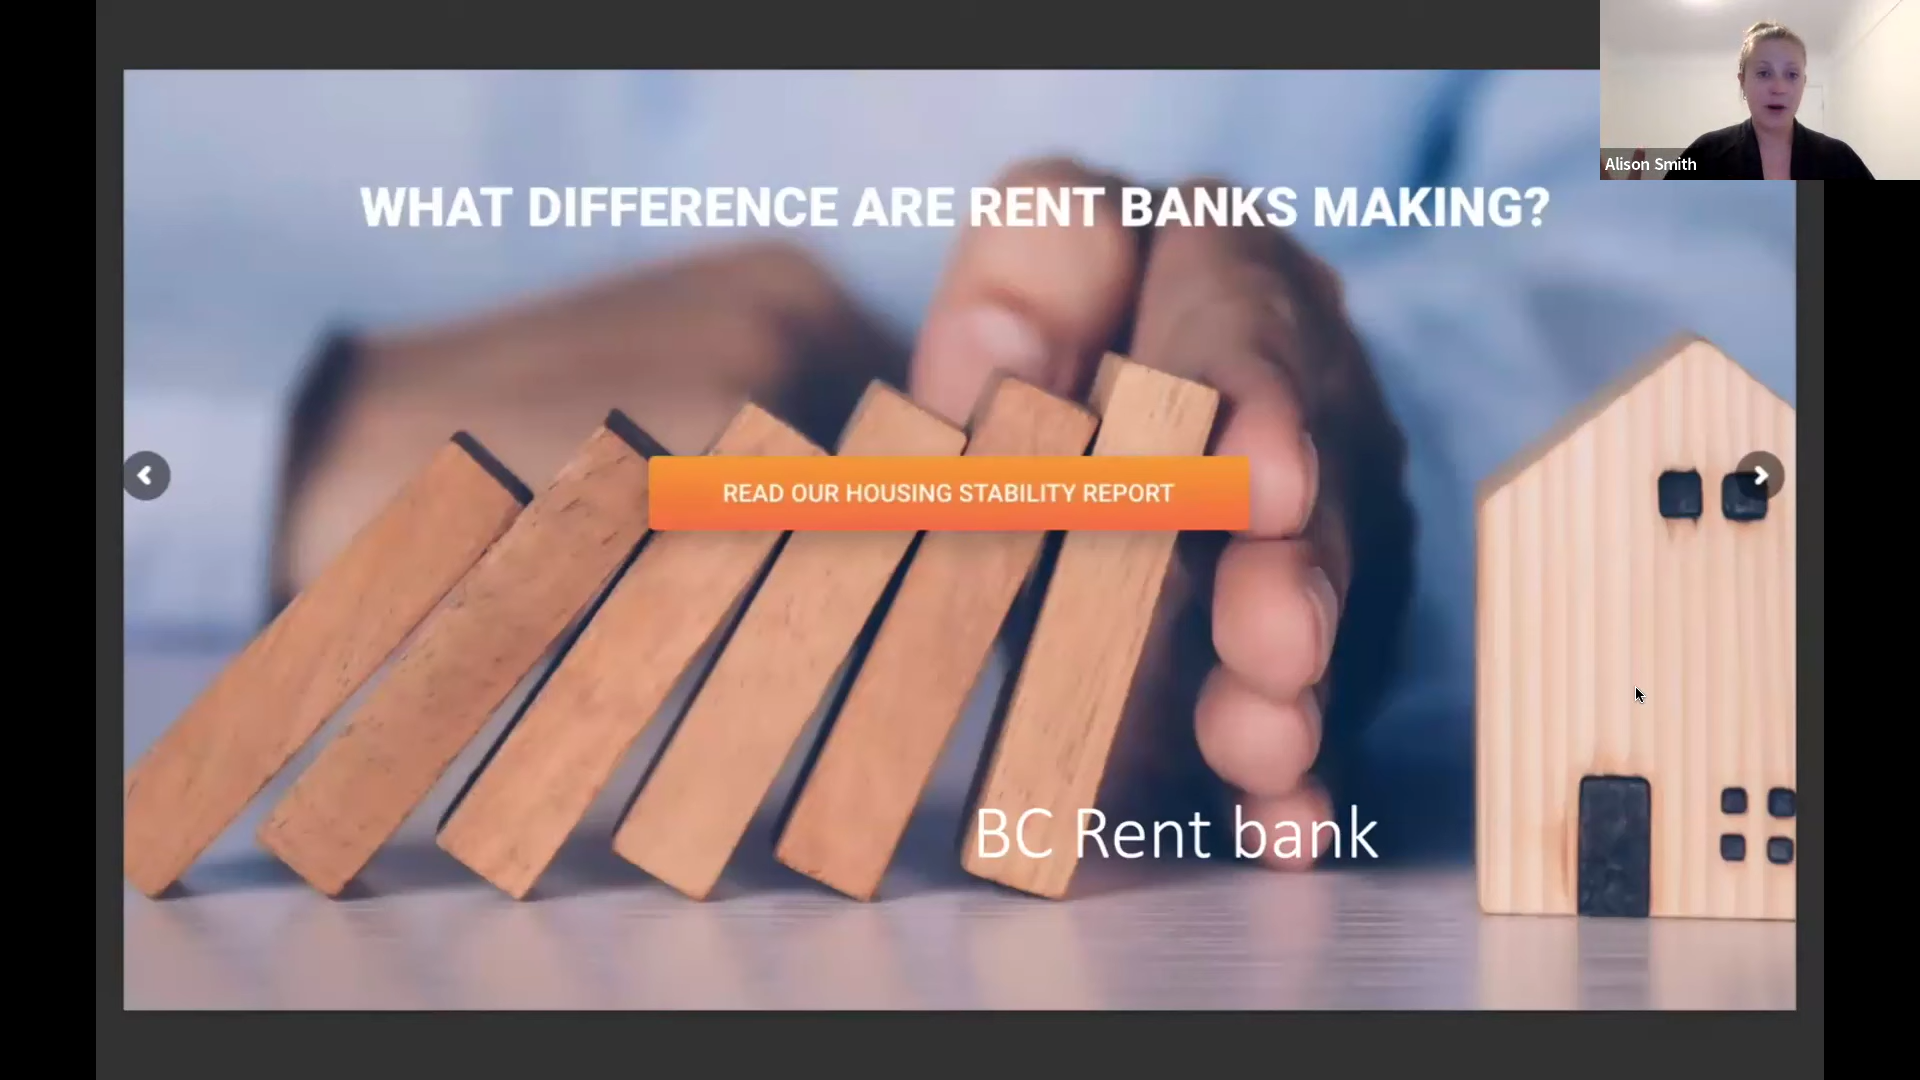 Alison Smith
WHAT DIFFERENCE ARE RENT BANKS MAKING?
READ OUR HOUSING STABILITY REPORT
BC Rent bank